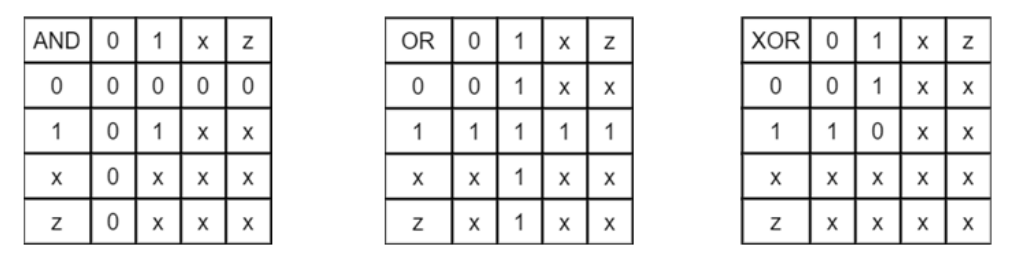 AND 0 1 x z
0 0 0 0 0
1 0 1 x x
x 0 x x x
z 0 x x x
OR 0 1 x z
0 0 1 x x
1 1 1 1 1
x x 1 x x
z x 1 x x
XOR 0 1 x z
0 0 1 x x
1 1 0 x x
x x x x x
z x x x x